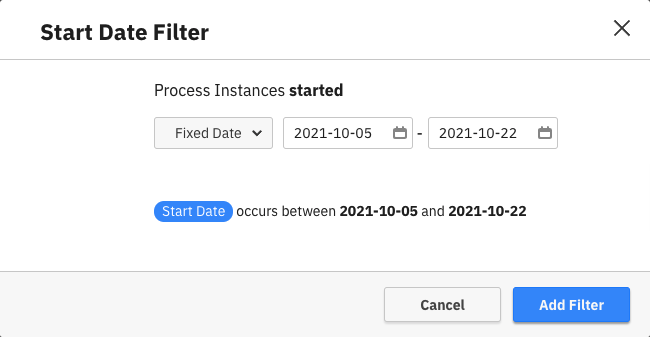 Start Date Filter
Process Instances started
Fixed Date 2021-10-05 - 2021-10-22
Start Date occurs between 2021-10-05 and 2021-10-22
Cancel Add Filter